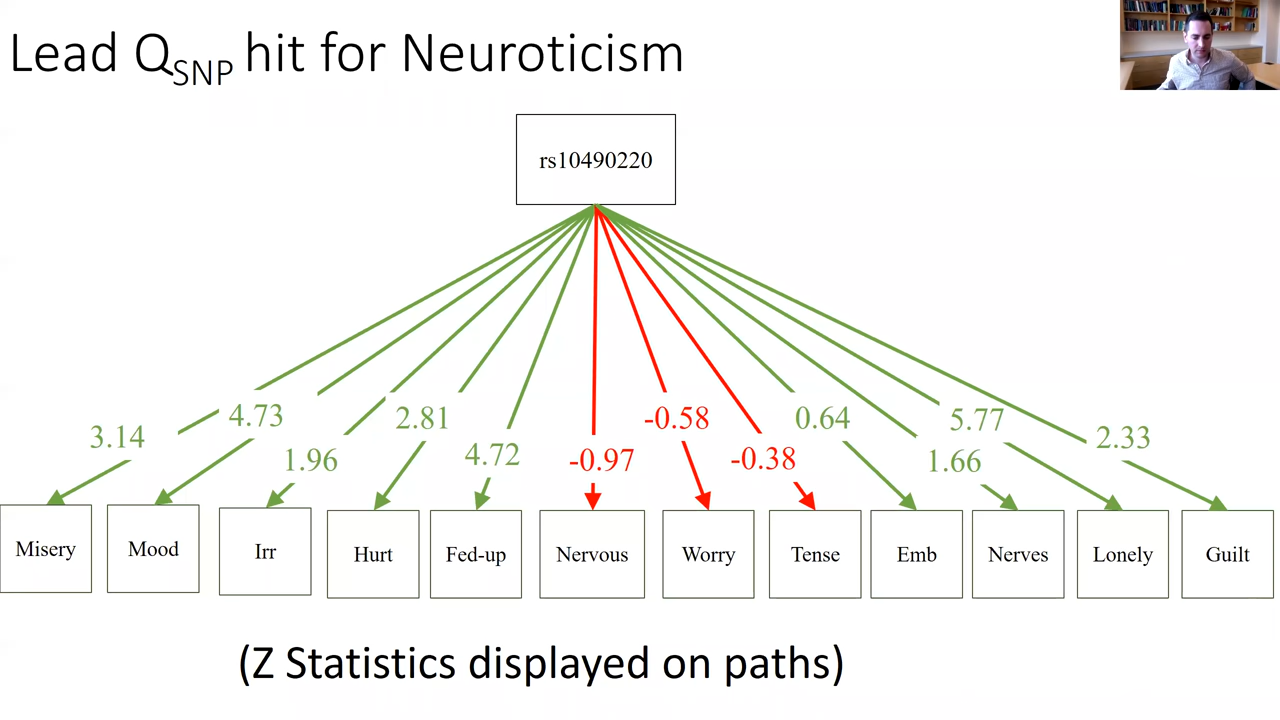 Lead QSNP hit for Neuroticism
rs10490220
3.14
4.73
1.96
2.81
4.72
-0.97
-0.58
-0.38
0.64
1.66
5.77
2.33
Misery
Mood
Irr
Hurt
Fed-up
Nervous
Worry
Tense
Emb
Nerves
Lonely
Guilt
(Z Statistics displayed on paths)